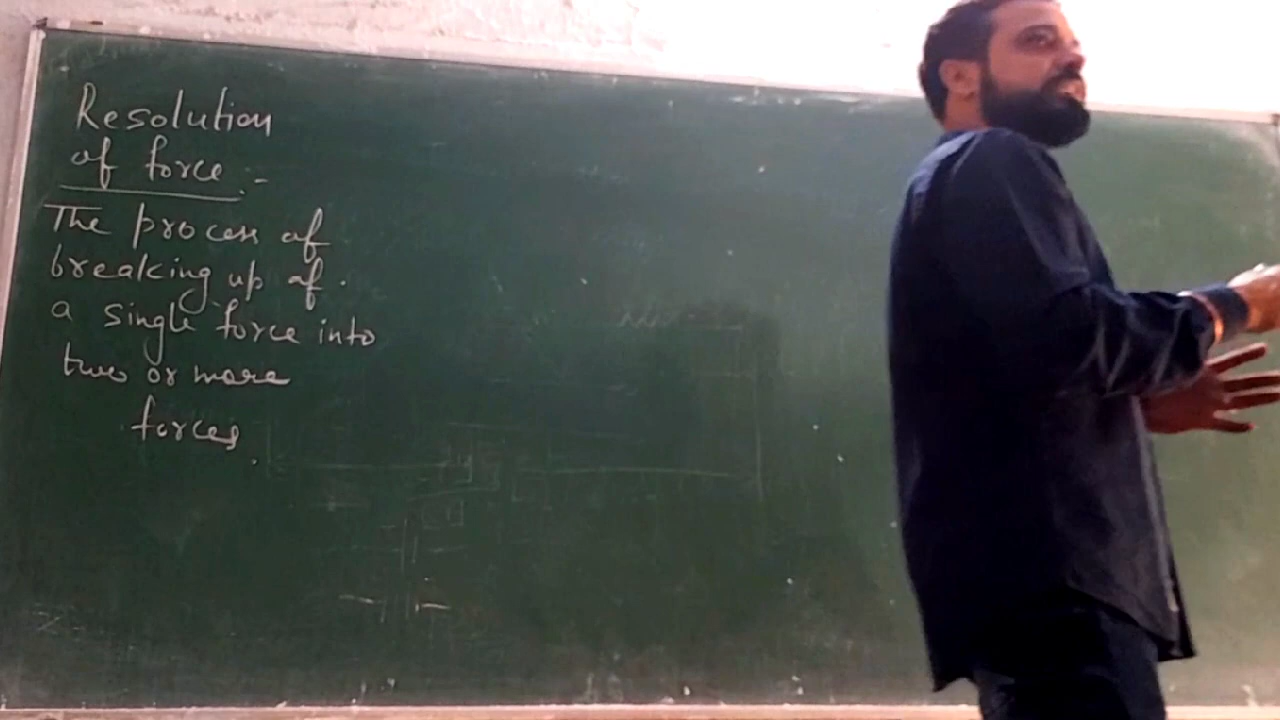 Resolution
of force :-
The process of
breaking up of.
a single force into
two or more
forces.